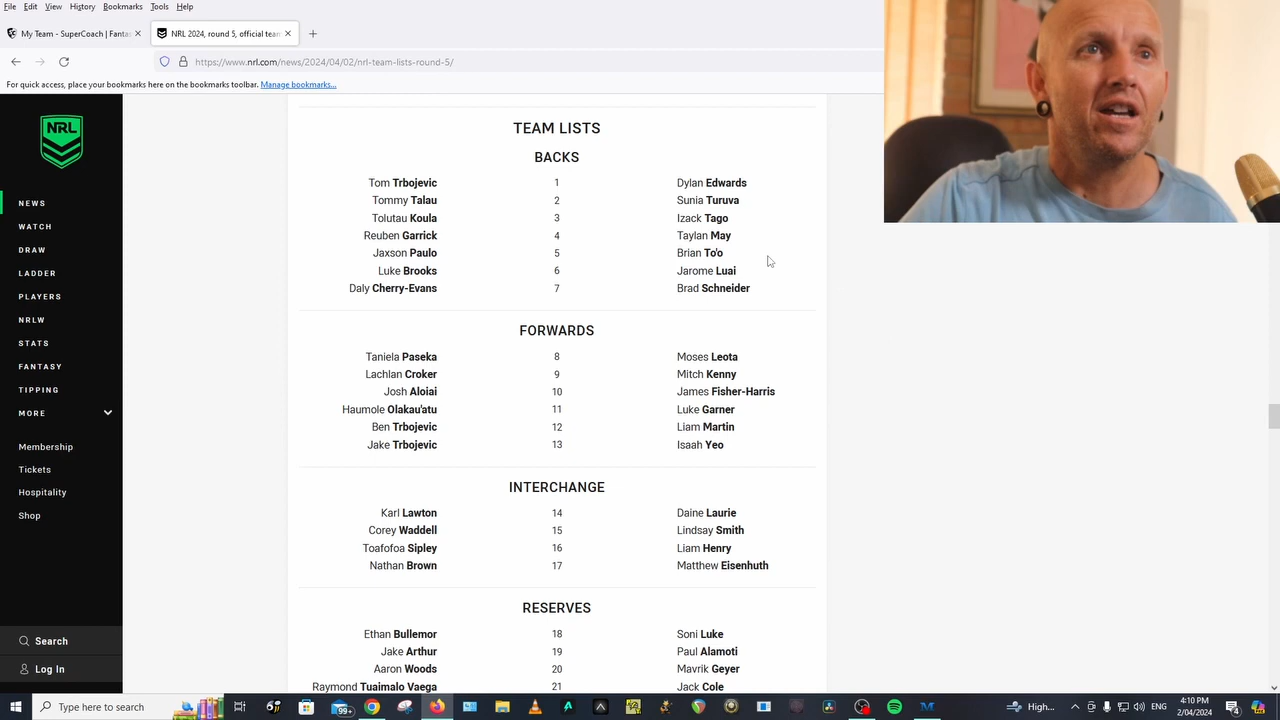 File Edit View History Bookmarks Tools Help
My Team - SuperCoach | Fantas
NRL 2024, round 5, official team
https://www.nrl.com/news/2024/04/02/nrl-team-lists-round-5/
For quick access, place your bookmarks here on the bookmarks toolbar. Manage bookmarks...
NRL
NEWS
WATCH
DRAW
LADDER
PLAYERS
NRLW
STATS
FANTASY
TIPPING
MORE
Membership
Tickets
Hospitality
Shop
Search
Log In
TEAM LISTS
BACKS
Tom Trbojevic 1 Dylan Edwards
Tommy Talau 2 Sunia Turuva
Tolutau Koula 3 Izack Tago
Reuben Garrick 4 Taylan May
Jaxson Paulo 5 Brian To'o
Luke Brooks 6 Jarome Luai
Daly Cherry-Evans 7 Brad Schneider
FORWARDS
Taniela Paseka 8 Moses Leota
Lachlan Croker 9 Mitch Kenny
Josh Aloiai 10 James Fisher-Harris
Haumole Olakau'atu 11 Luke Garner
Ben Trbojevic 12 Liam Martin
Jake Trbojevic 13 Isaah Yeo
INTERCHANGE
Karl Lawton 14 Daine Laurie
Corey Waddell 15 Lindsay Smith
Toafofoa Sipley 16 Liam Henry
Nathan Brown 17 Matthew Eisenhuth
RESERVES
Ethan Bullemor 18 Soni Luke
Jake Arthur 19 Paul Alamoti
Aaron Woods 20 Mavrik Geyer
Raymond Tuaimalo Vaega 21 Jack Cole
Type here to search
99+
High...
4:10 PM
2/04/2024